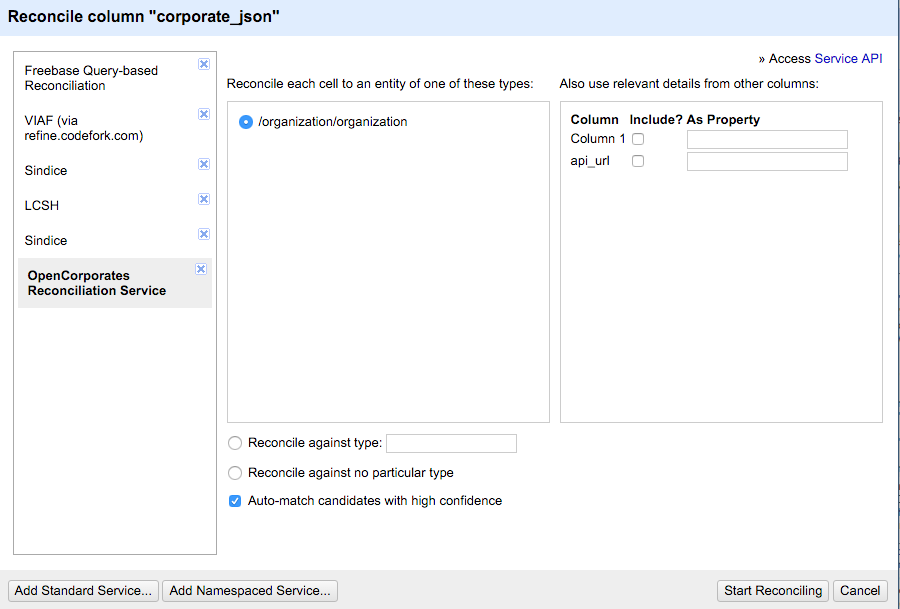 Reconcile column "corporate_json"
» Access Service API
Freebase Query-based
Reconciliation
VIAF (via
refine.codefork.com)
Sindice
LCSH
Sindice
OpenCorporates
Reconciliation Service
Reconcile each cell to an entity of one of these types:
/organization/organization
Also use relevant details from other columns:
Column Include? As Property
Column 1
api_url
Reconcile against type:
Reconcile against no particular type
Auto-match candidates with high confidence
Add Standard Service... Add Namespaced Service... Start Reconciling Cancel